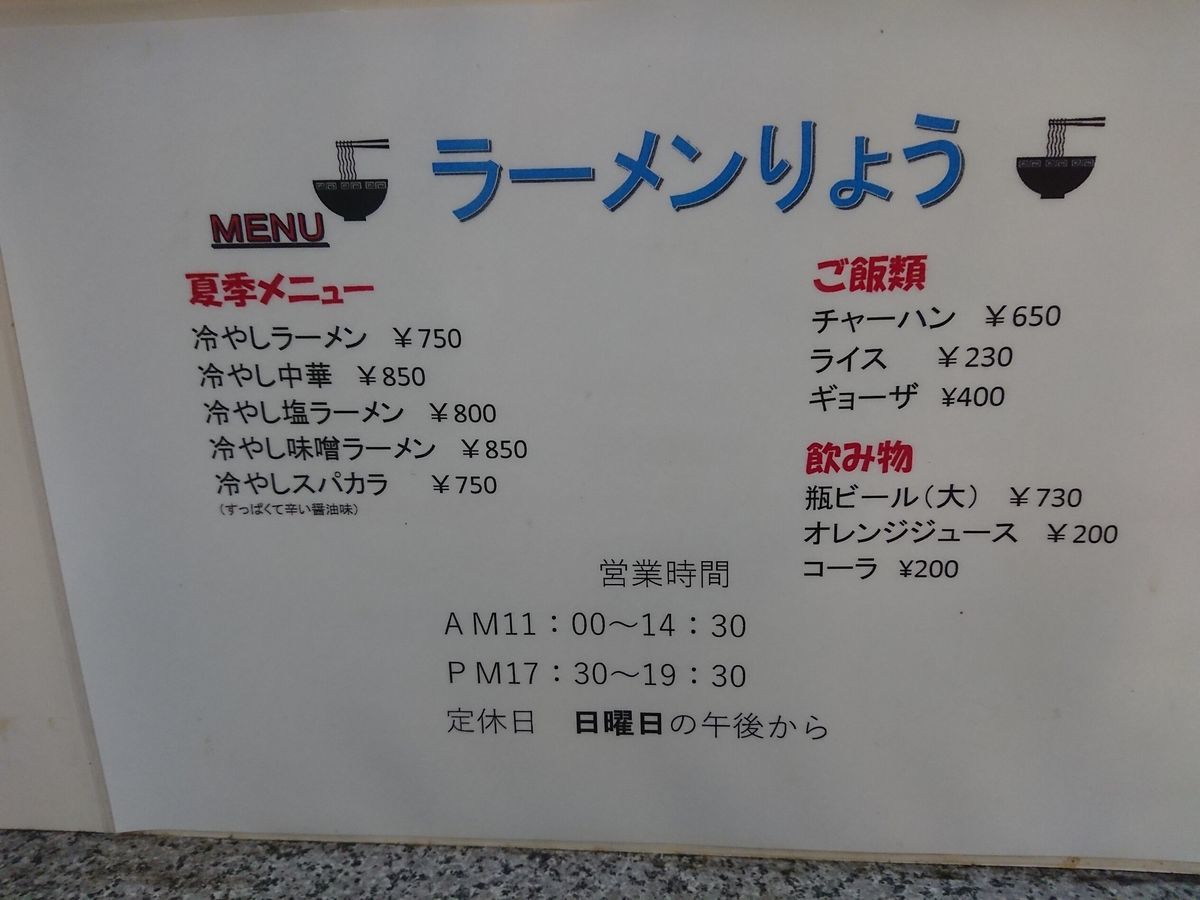 ラーメンりょう
MENU
夏季メニュー
冷やしラーメン ￥750
冷やし中華 ￥850
冷やし塩ラーメン ￥800
冷やし味噌ラーメン ￥850
冷やしスパカラ ￥750
（すっぱくて辛い醤油味）
ご飯類
チャーハン ￥650
ライス ￥230
ギョーザ ¥400
飲み物
瓶ビール（大） ￥730
オレンジジュース ￥200
コーラ ¥200
営業時間
ＡＭ11：00～14：30
ＰＭ17：30～19：30
定休日 日曜日の午後から